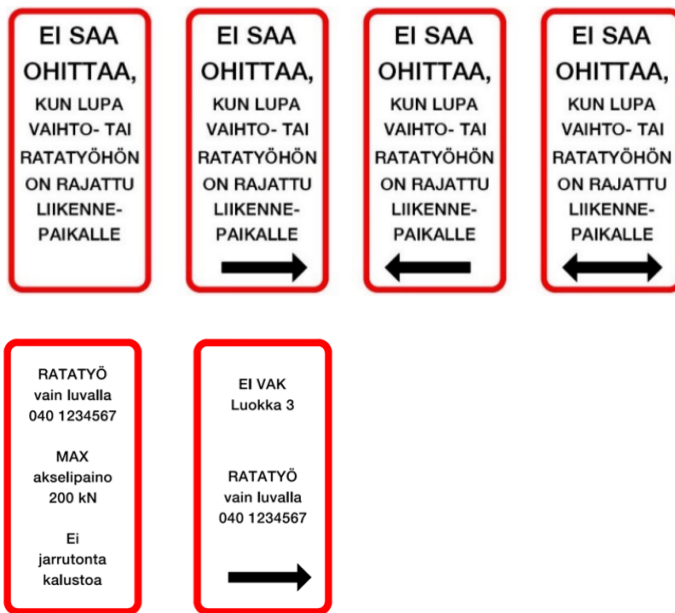 EI SAA
OHITTAA,
KUN LUPA
VAIHTO- TAI
RATATYÖHÖN
ON RAJATTU
LIIKENNE-
PAIKALLE
EI SAA
OHITTAA,
KUN LUPA
VAIHTO- TAI
RATATYÖHÖN
ON RAJATTU
LIIKENNE-
PAIKALLE
EI SAA
OHITTAA,
KUN LUPA
VAIHTO- TAI
RATATYÖHÖN
ON RAJATTU
LIIKENNE-
PAIKALLE
EI SAA
OHITTAA,
KUN LUPA
VAIHTO- TAI
RATATYÖHÖN
ON RAJATTU
LIIKENNE-
PAIKALLE
RATATYÖ
vain luvalla
040 1234567
MAX
akselipaino
200 kN
Ei
jarrutonta
kalustoa
EI VAK
Luokka 3
RATATYÖ
vain luvalla
040 1234567